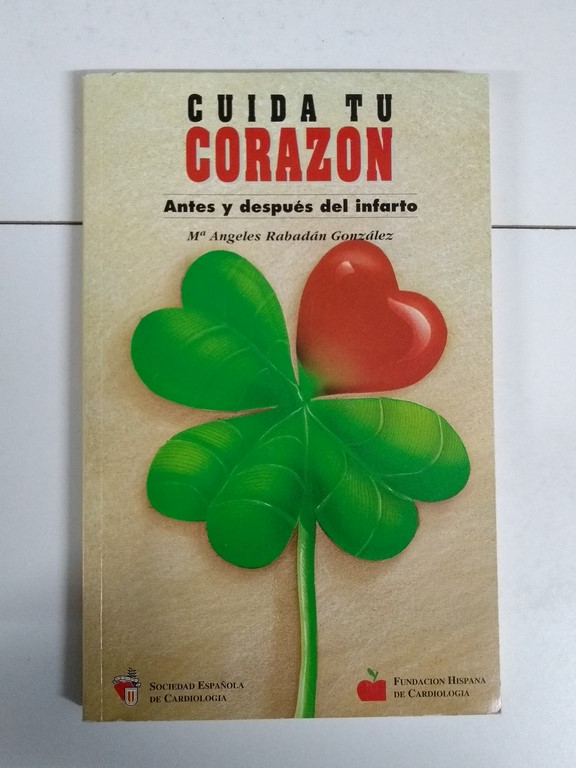 CUIDA TU
CORAZON
Antes y después del infarto
Mª Angeles Rabadán González
SOCIEDAD ESPAÑOLA
DE CARDIOLOGIA
FUNDACION HISPANA
DE CARDIOLOGIA